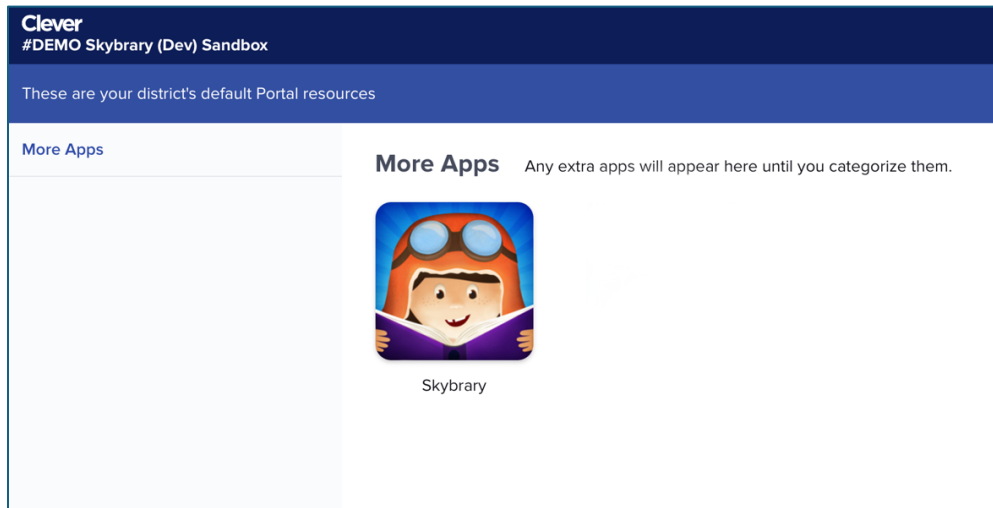 Clever
#DEMO Skybrary (Dev) Sandbox
These are your district's default Portal resources
More Apps
More Apps Any extra apps will appear here until you categorize them.
Skybrary